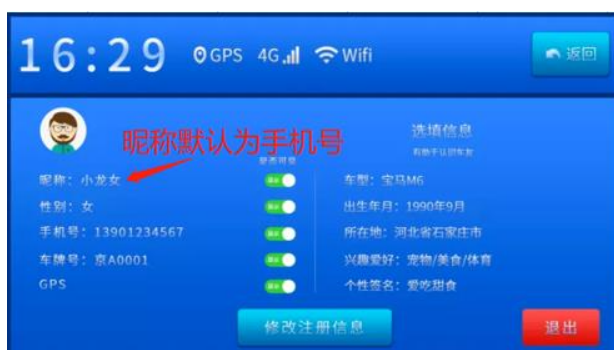 16:29 GPS 4G Wifi 返回
昵称默认为手机号
选填信息
是否可见
有助于认识车友
昵称：小龙女
性别：女
手机号：13901234567
车牌号：京A0001
GPS
车型：宝马M6
出生年月：1990年9月
所在地：河北省石家庄市
兴趣爱好：宠物/美食/体育
个性签名：爱吃甜食
修改注册信息
退出